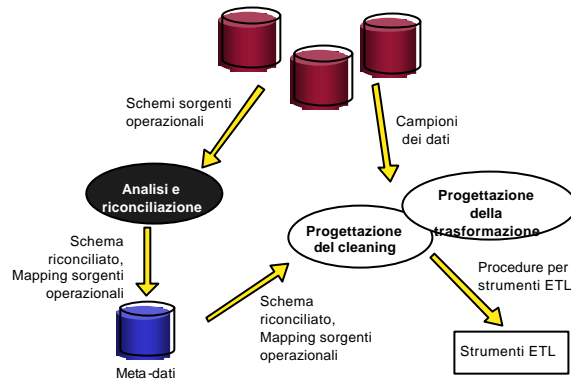 Schemi sorgenti
operazionali
Campioni
dei dati
Analisi e
riconciliazione
Progettazione
della
trasformazione
Progettazione
del cleaning
Schema
riconciliato,
Mapping sorgenti
operazionali
Procedure per
strumenti ETL
Schema
riconciliato,
Mapping sorgenti
operazionali
Strumenti ETL
Meta-dati